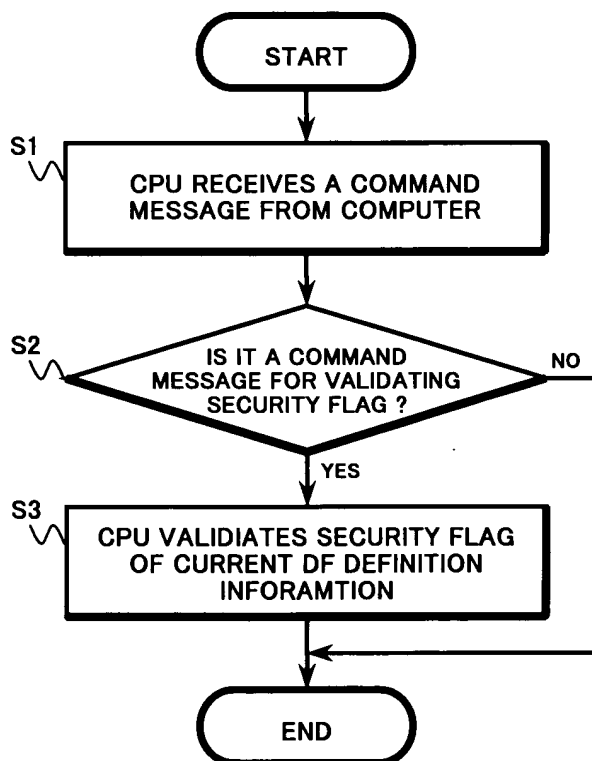 START
S1
CPU RECEIVES A COMMAND
MESSAGE FROM COMPUTER
S2
IS IT A COMMAND
MESSAGE FOR VALIDATING
SECURITY FLAG ?
NO
YES
S3
CPU VALIDIATES SECURITY FLAG
OF CURRENT DF DEFINITION
INFORAMTION
END